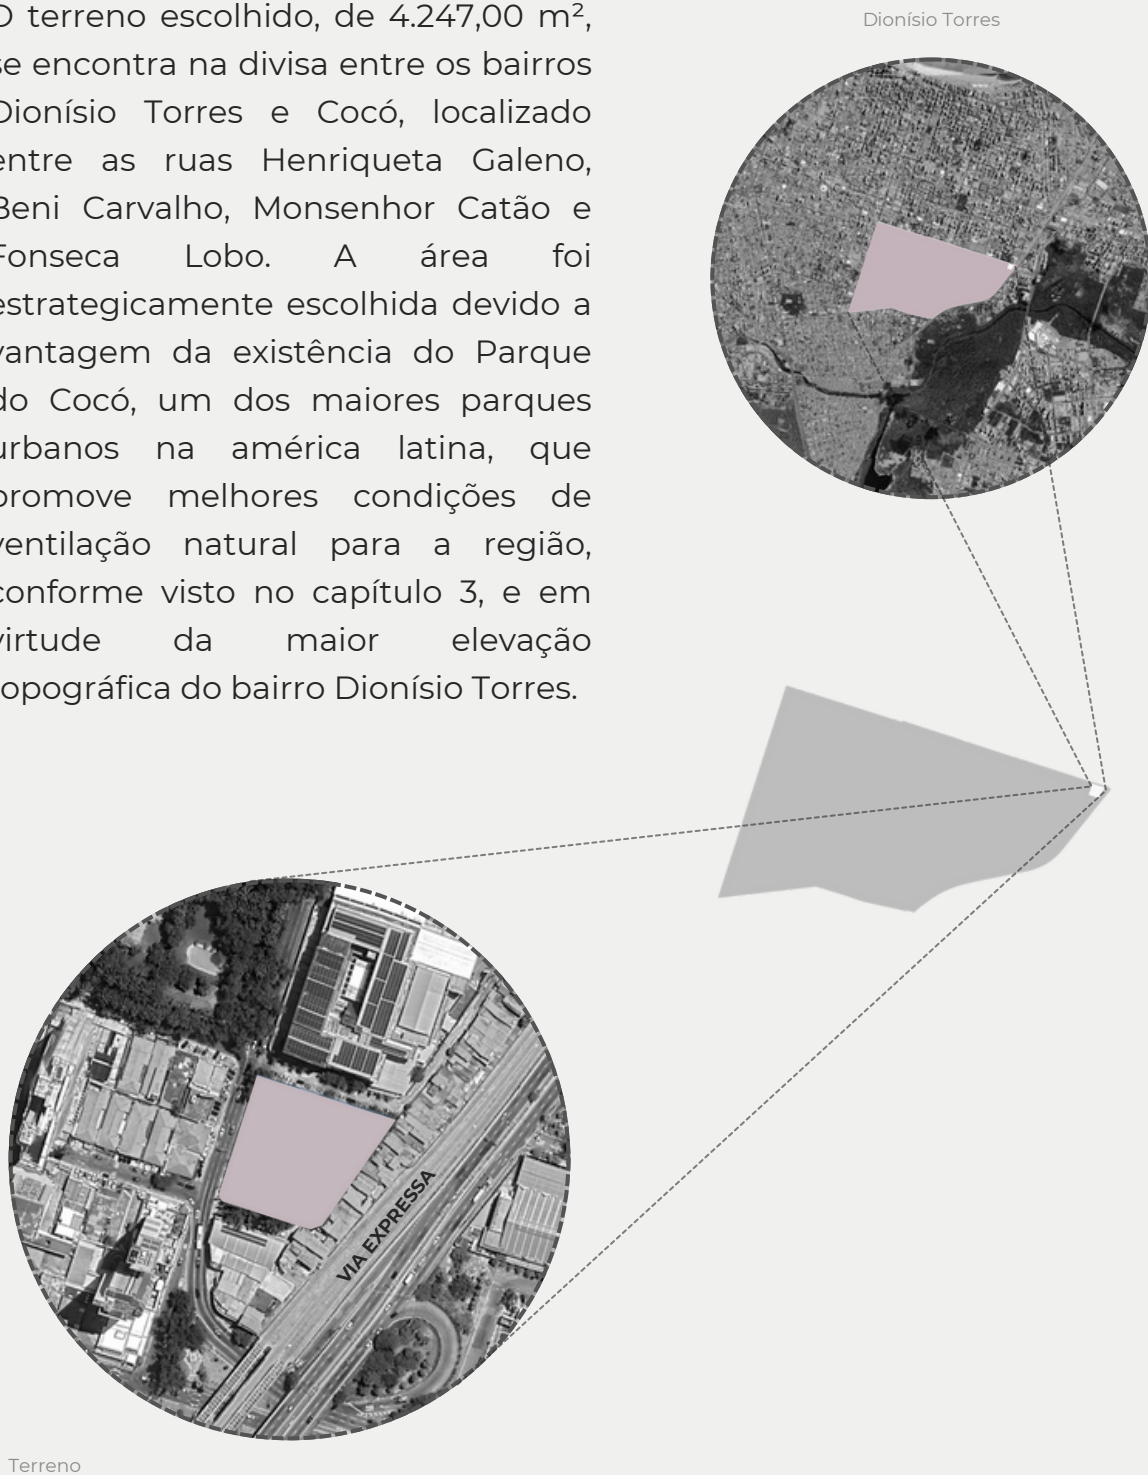 O terreno escolhido, de 4.247,00 m²,
se encontra na divisa entre os bairros
Dionísio Torres e Cocó, localizado
entre as ruas Henriqueta Galeno,
Beni Carvalho, Monsenhor Catão e
Fonseca Lobo. A área foi
estrategicamente escolhida devido a
vantagem da existência do Parque
do Cocó, um dos maiores parques
urbanos na américa latina, que
promove melhores condições de
ventilação natural para a região,
conforme visto no capítulo 3, e em
virtude da maior elevação
topográfica do bairro Dionísio Torres.
Dionísio Torres
VIA EXPRESSA
Terreno